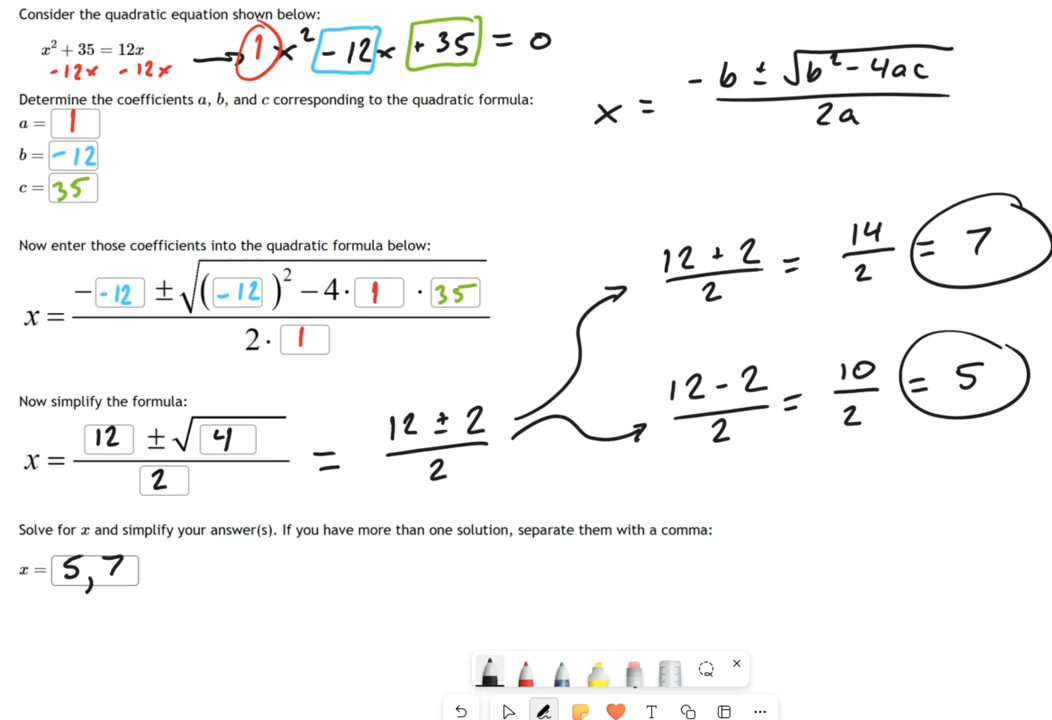 Consider the quadratic equation shown below:
x² + 35 = 12x → 1x² - 12x + 35 = 0
-12x -12x
x = (-b ± √(b² - 4ac))/(2a)
Determine the coefficients a, b, and c corresponding to the quadratic formula:
a = 1
b = -12
c = 35
Now enter those coefficients into the quadratic formula below:
x = (- -12 ± √((-12)² - 4 · 1 · 35))/(2 · 1)
(12 + 2)/2 = 14/2 = 7
(12 - 2)/2 = 10/2 = 5
Now simplify the formula:
x = (12 ± √4)/2 = (12 ± 2)/2
Solve for x and simplify your answer(s). If you have more than one solution, separate them with a comma:
x = 5, 7
T